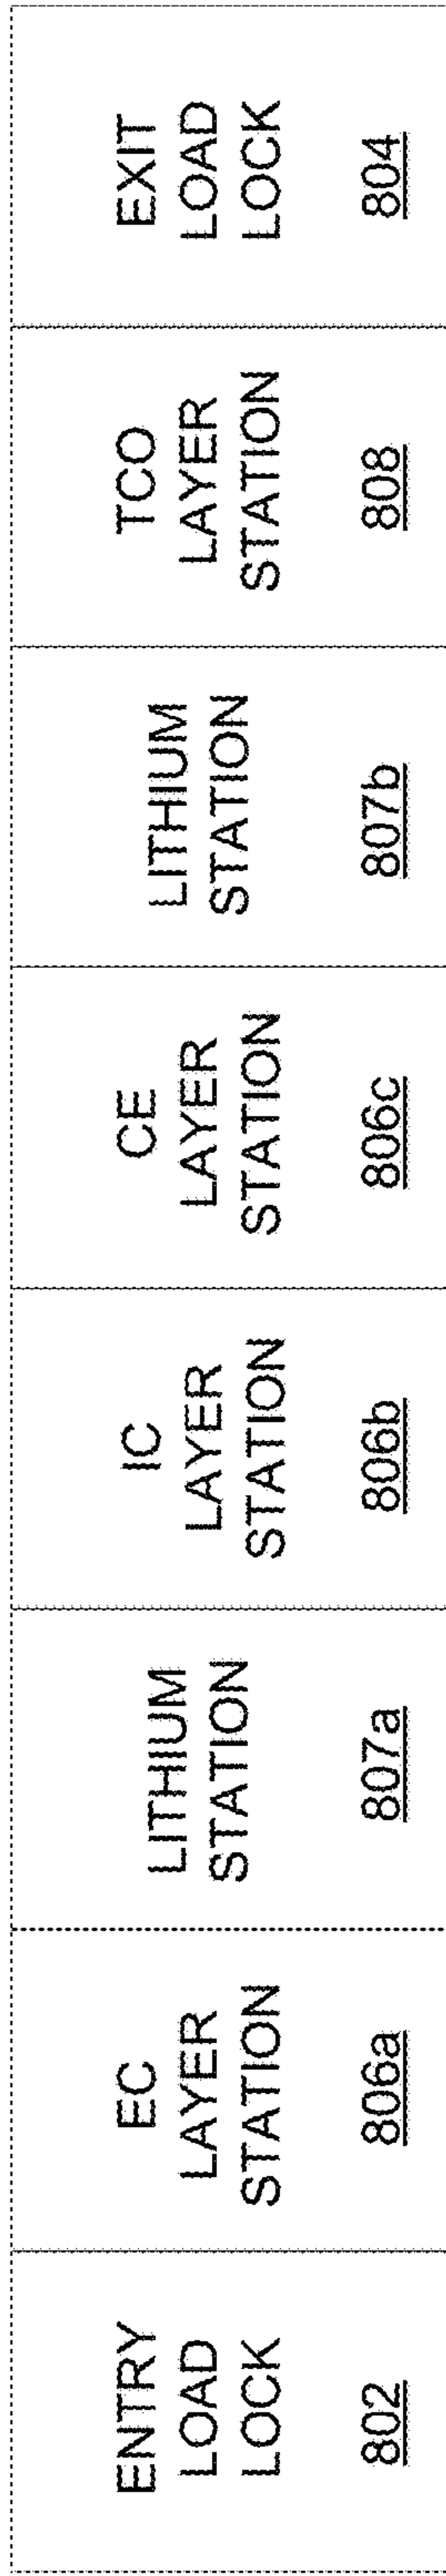 ENTRY
LOAD
LOCK
802
EC
LAYER
STATION
806a
LITHIUM
STATION
807a
IC
LAYER
STATION
806b
CE
LAYER
STATION
806c
LITHIUM
STATION
807b
TCO
LAYER
STATION
808
EXIT
LOAD
LOCK
804